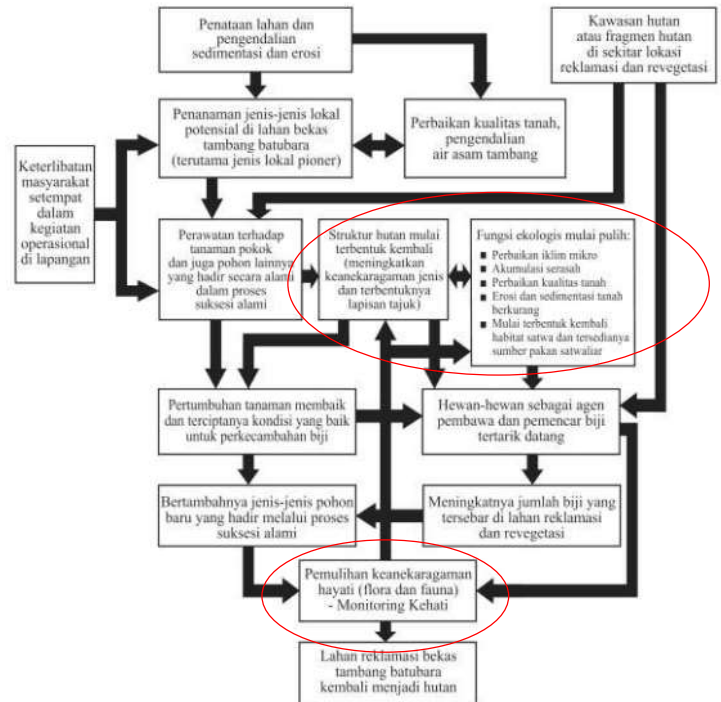 Penataan lahan dan
pengendalian
sedimentasi dan erosi
Kawasan hutan
atau fragmen hutan
di sekitar lokasi
reklamasi dan revegetasi
Penanaman jenis-jenis lokal
potensial di lahan bekas
tambang batubara
(terutama jenis lokal pioner)
Perbaikan kualitas tanah,
pengendalian
air asam tambang
Keterlibatan
masyarakat
setempat
dalam
kegiatan
operasional
di lapangan
Perawatan terhadap
tanaman pokok
dan juga pohon lainnya
yang hadir secara alami
dalam proses
suksesi alami
Struktur hutan mulai
terbentuk kembali
(meningkatkan
keanekaragaman jenis
dan terbentuknya
lapisan tajuk)
Fungsi ekologis mulai pulih:
■ Perbaikan iklim mikro
■ Akumulasi serasah
■ Perbaikan kualitas tanah
■ Erosi dan sedimentasi tanah
berkurang
■ Mulai terbentuk kembali
habitat satwa dan tersedianya
sumber pakan satwaliar
Pertumbuhan tanaman membaik
dan terciptanya kondisi yang baik
untuk perkecambahan biji
Hewan-hewan sebagai agen
pembawa dan pemencar biji
tertarik datang
Bertambahnya jenis-jenis pohon
baru yang hadir melalui proses
suksesi alami
Meningkatnya jumlah biji yang
tersebar di lahan reklamasi
dan revegetasi
Pemulihan keanekaragaman
hayati (flora dan fauna)
- Monitoring Kehati
Lahan reklamasi bekas
tambang batubara
kembali menjadi hutan